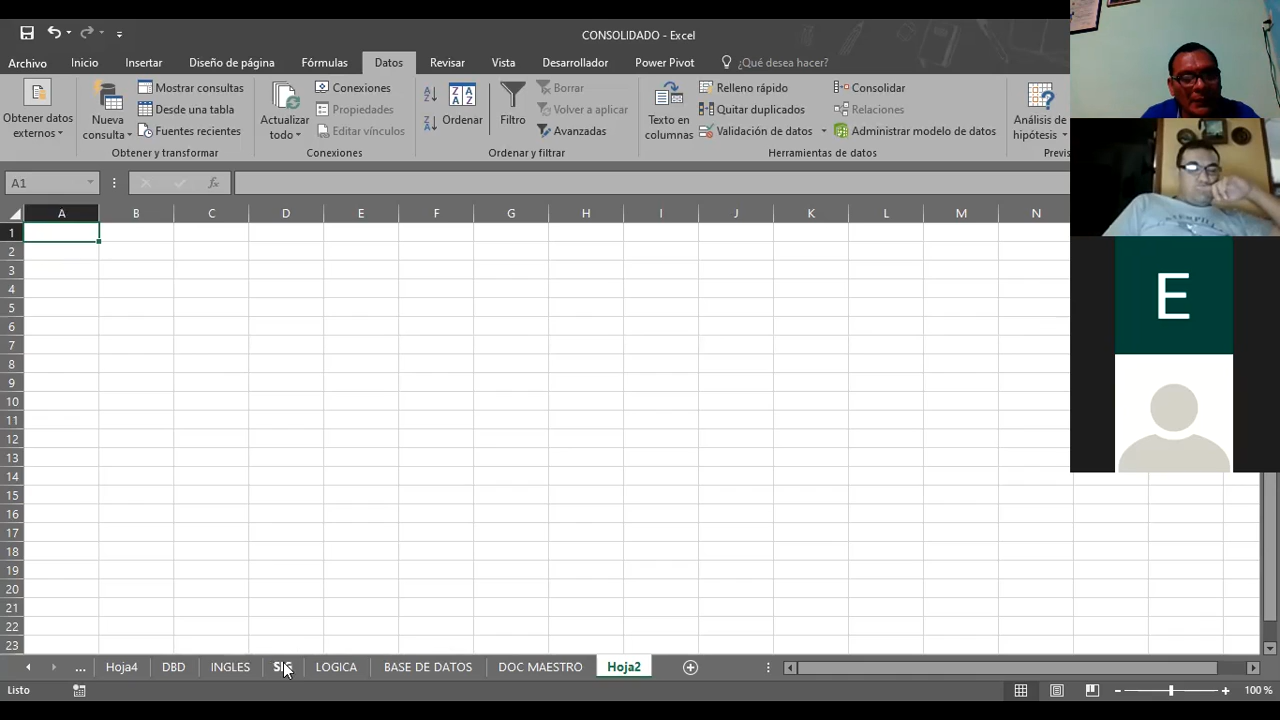 CONSOLIDADO - Excel
Archivo Inicio Insertar Diseño de página Fórmulas Datos Revisar Vista Desarrollador Power Pivot ¿Qué desea hacer?
Obtener datos externos
Mostrar consultas
Nueva consulta
Desde una tabla
Fuentes recientes
Obtener y transformar
Actualizar todo
Conexiones
Propiedades
Editar vínculos
Conexiones
Ordenar
Filtro
Borrar
Volver a aplicar
Avanzadas
Ordenar y filtrar
Texto en columnas
Relleno rápido
Quitar duplicados
Validación de datos
Consolidar
Relaciones
Administrar modelo de datos
Herramientas de datos
Análisis de hipótesis
A1
fx
A B C D E F G H I J K L M N
1
2
3
4
5
6
7
8
9
10
11
12
13
14
15
16
17
18
19
20
21
22
23
E
... Hoja4 DBD INGLES LOGICA BASE DE DATOS DOC MAESTRO Hoja2
Listo
100 %